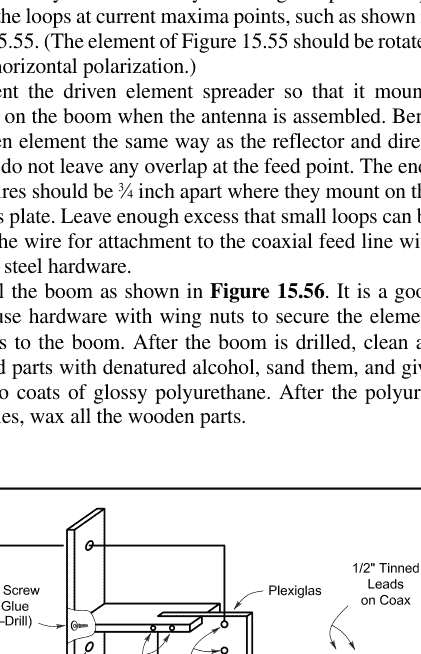 the loops at current maxima points, such as shown
5.55. (The element of Figure 15.55 should be rotate
horizontal polarization.)
ent the driven element spreader so that it moun
on the boom when the antenna is assembled. Ben
en element the same way as the reflector and dire
do not leave any overlap at the feed point. The enc
ires should be ¾ inch apart where they mount on th
s plate. Leave enough excess that small loops can b
he wire for attachment to the coaxial feed line wi
steel hardware.
l the boom as shown in Figure 15.56. It is a goo
use hardware with wing nuts to secure the eleme
s to the boom. After the boom is drilled, clean a
d parts with denatured alcohol, sand them, and giv
o coats of glossy polyurethane. After the polyur
es, wax all the wooden parts.
Screw
Glue
–Drill)
Plexiglas
1/2" Tinned
Leads
on Coax